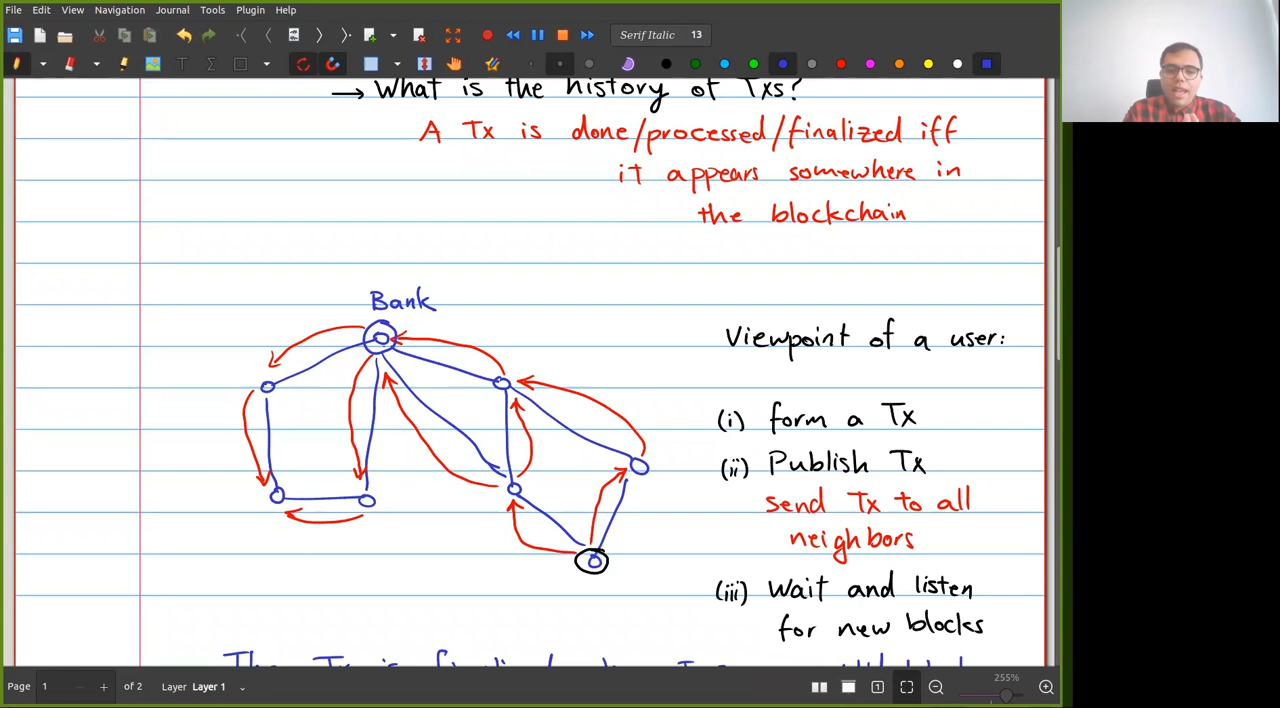 File Edit View Navigation Journal Tools Plugin Help
Serif Italic 13
→ What is the history of Txs?
A Tx is done/processed/finalized iff
it appears somewhere in
the blockchain
Bank
Viewpoint of a user:
(i) form a Tx
(ii) Publish Tx
send Tx to all
neighbors
(iii) Wait and listen
for new blocks
The Tx is
Page 1 of 2 Layer Layer 1 255%